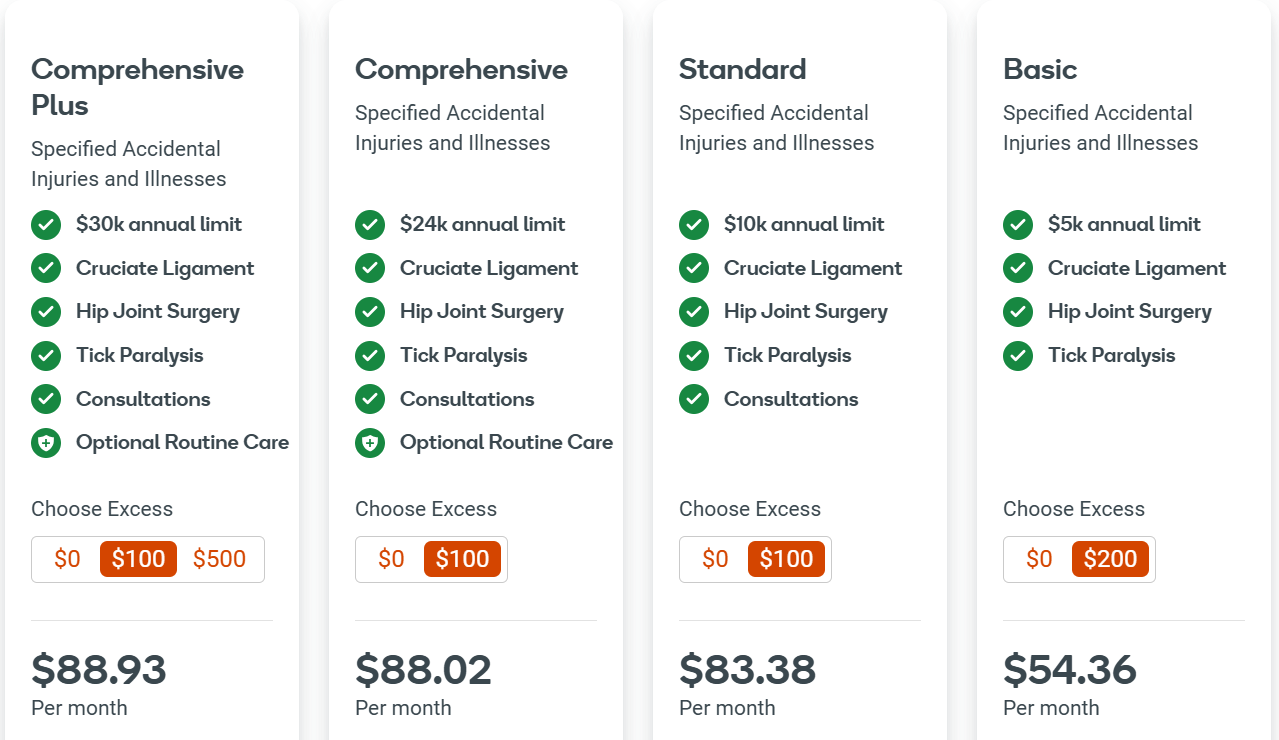 Comprehensive
Plus
Specified Accidental
Injuries and Illnesses
$30k annual limit
Cruciate Ligament
Hip Joint Surgery
Tick Paralysis
Consultations
Optional Routine Care
Choose Excess
$0 $100 $500
$88.93
Per month
Comprehensive
Specified Accidental
Injuries and Illnesses
$24k annual limit
Cruciate Ligament
Hip Joint Surgery
Tick Paralysis
Consultations
Optional Routine Care
Choose Excess
$0 $100
$88.02
Per month
Standard
Specified Accidental
Injuries and Illnesses
$10k annual limit
Cruciate Ligament
Hip Joint Surgery
Tick Paralysis
Consultations
Choose Excess
$0 $100
$83.38
Per month
Basic
Specified Accidental
Injuries and Illnesses
$5k annual limit
Cruciate Ligament
Hip Joint Surgery
Tick Paralysis
Choose Excess
$0 $200
$54.36
Per month